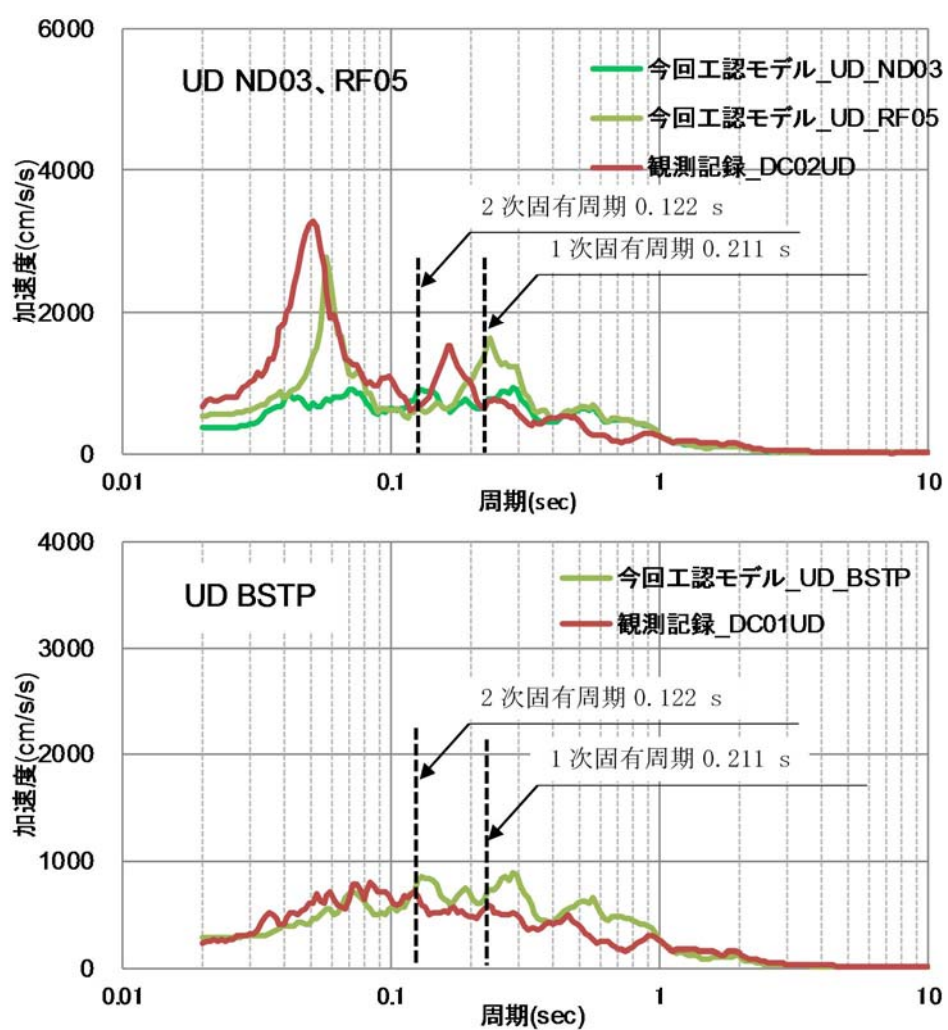 6000
UD ND03、RF05
今回工認モデル_UD_ND03
今回工認モデル_UD_RF05
観測記録_DC02UD
4000
2次固有周期 0.122 s
1次固有周期 0.211 s
加速度(cm/s/s)
2000
0
0.01
0.1
1
10
周期(sec)
4000
UD BSTP
今回工認モデル_UD_BSTP
観測記録_DC01UD
3000
2次固有周期 0.122 s
1次固有周期 0.211 s
加速度(cm/s/s)
2000
1000
0
0.01
0.1
1
10
周期(sec)